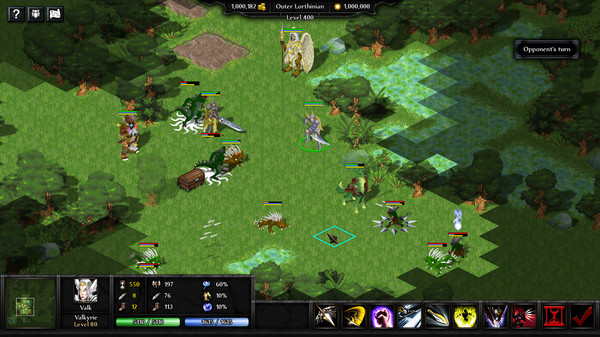 1,000,182
Outer Lorthinian
1,000,000
Level 400
?
Opponent's turn
550
197
60%
Valk
8
76
10%
Valkyrie
Level 80
12
113
10%